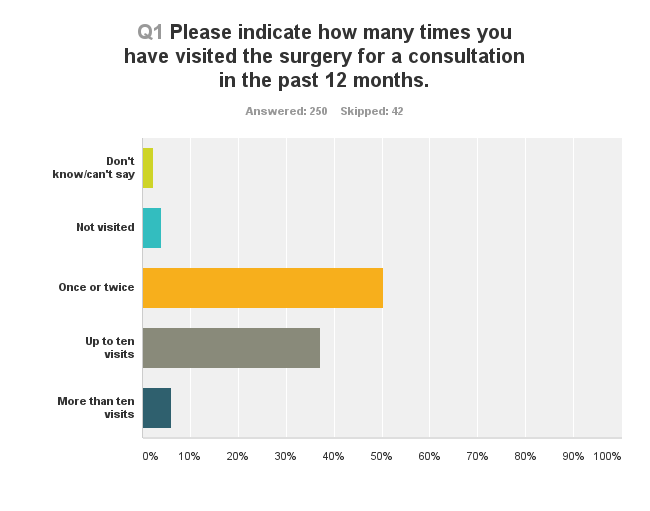 Q1 Please indicate how many times you
have visited the surgery for a consultation
in the past 12 months.
Answered: 250 Skipped: 42
Don't
know/can't say
Not visited
Once or twice
Up to ten
visits
More than ten
visits
0% 10% 20% 30% 40% 50% 60% 70% 80% 90% 100%